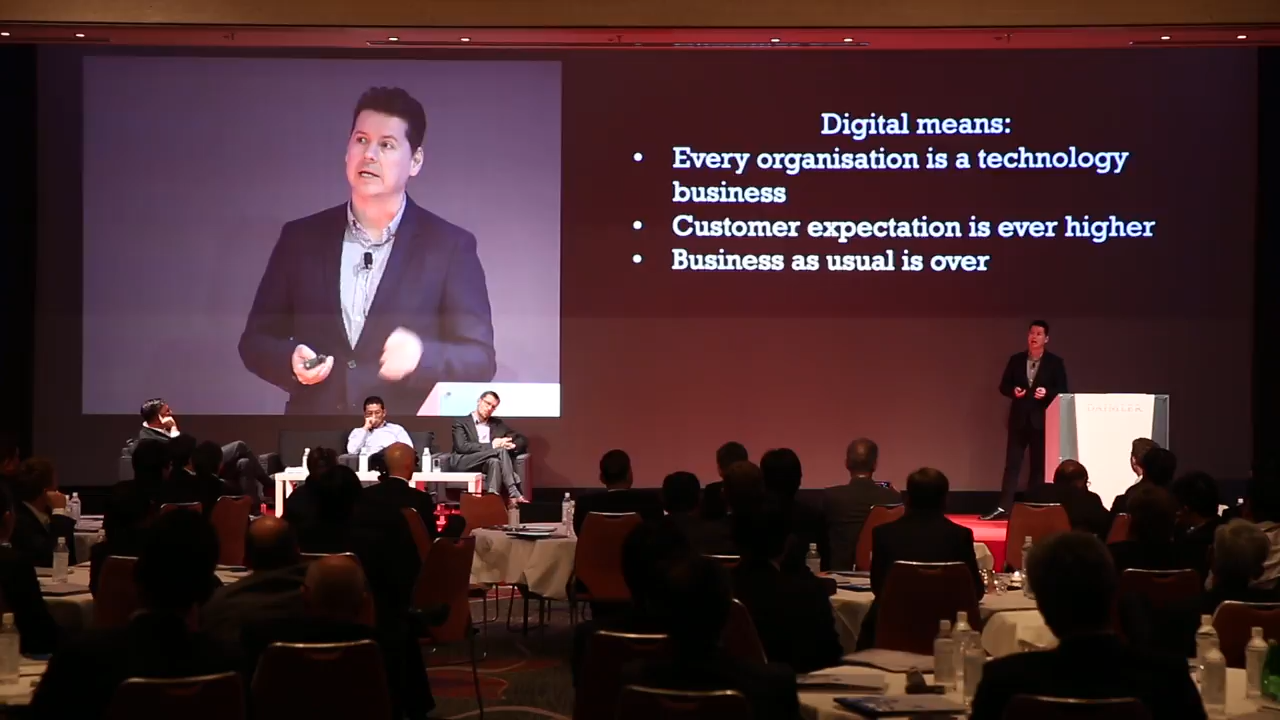 Digital means:
• Every organisation is a technology
business
• Customer expectation is ever higher
• Business as usual is over